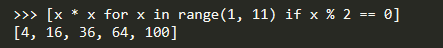 >>> [x * x for x in range(1, 11) if x % 2 == 0]
[4, 16, 36, 64, 100]